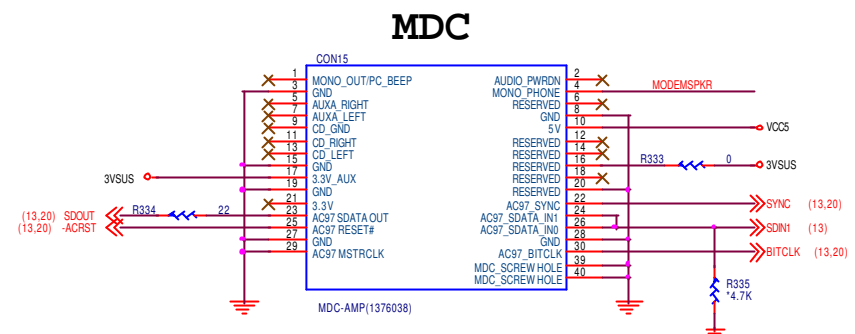 MDC
CON15
1 MONO_OUT/PC_BEEP AUDIO_PWRDN 2
3 GND MONO_PHONE 4 MODEMSPKR
5 AUXA_RIGHT RESERVED 6
7 AUXA_LEFT GND 8
9 CD_GND 5V 10 VCC5
11 CD_RIGHT RESERVED 12
13 CD_LEFT RESERVED 14
15 GND RESERVED 16 R333 0 3VSUS
3VSUS 17 3.3V_AUX RESERVED 18
19 GND RESERVED 20
21 3.3V AC97_SYNC 22 SYNC (13,20)
(13,20) SDOUT R334 22 23 AC97 SDATA OUT AC97_SDATA_IN1 24
(13,20) -ACRST 25 AC97 RESET# AC97_SDATA_IN0 26 SDIN1 (13)
27 GND GND 28
29 AC97 MSTRCLK AC97_BITCLK 30 BITCLK (13,20)
MDC_SCREW HOLE 39
MDC_SCREW HOLE 40
R335
*4.7K
MDC-AMP(1376038)